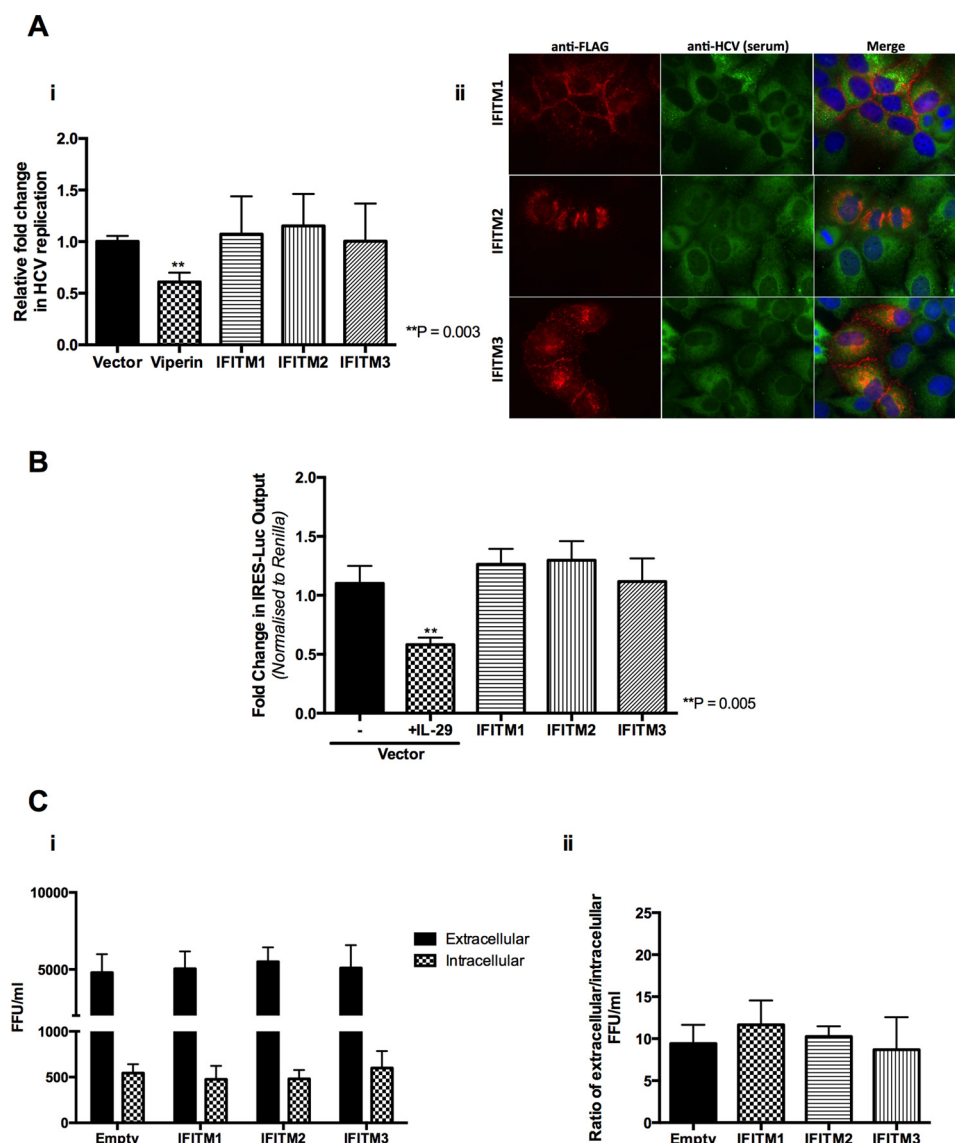 A
i
Relative fold change
in HCV replication
2.0
1.5
1.0
0.5
0.0
Vector Viperin IFITM1 IFITM2 IFITM3
**
**P = 0.003
ii
anti-FLAG anti-HCV (serum) Merge
IFITM1
IFITM2
IFITM3
B
Fold Change in IRES-Luc Output
(Normalised to Renilla)
2.0
1.5
1.0
0.5
0.0
**
- +IL-29 IFITM1 IFITM2 IFITM3
Vector
**P = 0.005
C
i
FFU/ml
10000
5000
1000
500
0
Empty IFITM1 IFITM2 IFITM3
Extracellular
Intracellular
ii
Ratio of extracellular/intracelullar
FFU/ml
25
20
15
10
5
0
Empty IFITM1 IFITM2 IFITM3